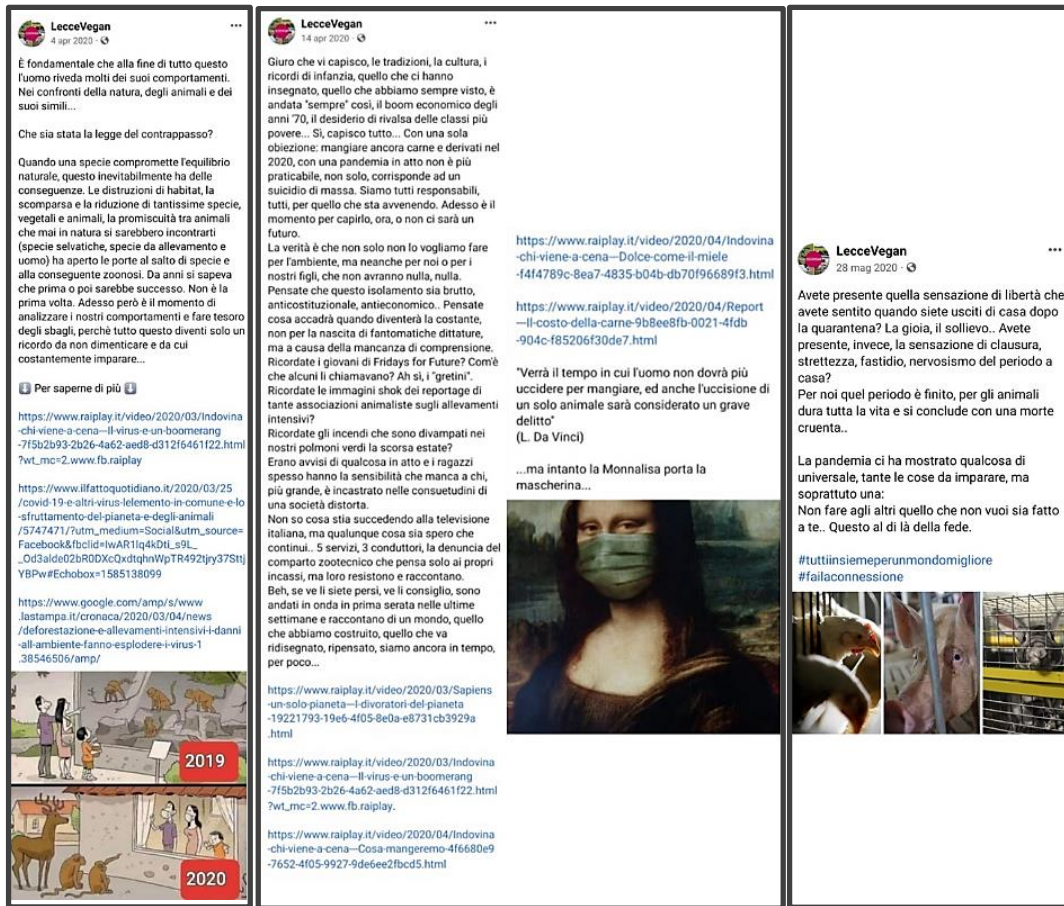 LecceVegan
4 apr 2020 ·
È fondamentale che alla fine di tutto questo
l'uomo riveda molti dei suoi comportamenti.
Nei confronti della natura, degli animali e dei
suoi simili...
Che sia stata la legge del contrappasso?
Quando una specie compromette l'equilibrio
naturale, questo inevitabilmente ha delle
conseguenze. Le distruzioni di habitat, la
scomparsa e la riduzione di tantissime specie,
vegetali e animali, la promiscuità tra animali
che mai in natura si sarebbero incontrati
(specie selvatiche, specie da allevamento e
uomo) ha aperto le porte al salto di specie e
alla conseguente zoonosi. Da anni si sapeva
che prima o poi sarebbe successo. Non è la
prima volta. Adesso però è il momento di
analizzare i nostri comportamenti e fare tesoro
degli sbagli, perchè tutto questo diventi solo un
ricordo da non dimenticare e da cui
costantemente imparare...
⬇️ Per saperne di più ⬇️
https://www.raiplay.it/video/2020/03/Indovina
-chi-viene-a-cena---Il-virus-e-un-boomerang
-7f5b2b93-2b26-4a62-aed8-d312f6461f22.html
?wt_mc=2.www.fb.raiplay
https://www.ilfattoquotidiano.it/2020/03/25
/covid-19-e-altri-virus-lelemento-in-comune-e-lo
-sfruttamento-del-pianeta-e-degli-animali
/5747471/?utm_medium=Social&utm_source=
Facebook&fbclid=IwAR1Iq4kDti_s9L_
_Od3alde02bR0DXcQxdtqhnWpTR492tjry37Sttj
YBPw#Echobox=1585138099
https://www.google.com/amp/s/www
.lastampa.it/cronaca/2020/03/04/news
/deforestazione-e-allevamenti-intensivi-i-danni
-all-ambiente-fanno-esplodere-i-virus-1
.38546506/amp/
2019
2020
LecceVegan
14 apr 2020 ·
Giuro che vi capisco, le tradizioni, la cultura, i
ricordi di infanzia, quello che ci hanno
insegnato, quello che abbiamo sempre visto, è
andata "sempre" così, il boom economico degli
anni '70, il desiderio di rivalsa delle classi più
povere... Sì, capisco tutto... Con una sola
obiezione: mangiare ancora carne e derivati nel
2020, con una pandemia in atto non è più
praticabile, non solo, corrisponde ad un
suicidio di massa. Siamo tutti responsabili,
tutti, per quello che sta avvenendo. Adesso è il
momento per capirlo, ora, o non ci sarà un
futuro.
La verità è che non solo non lo vogliamo fare
per l'ambiente, ma neanche per noi o per i
nostri figli, che non avranno nulla, nulla.
Pensate che questo isolamento sia brutto,
anticostituzionale, antieconomico.. Pensate
cosa accadrà quando diventerà la costante,
non per la nascita di fantomatiche dittature,
ma a causa della mancanza di comprensione.
Ricordate i giovani di Fridays for Future? Com'è
che alcuni li chiamavano? Ah sì, i "gretini".
Ricordate le immagini shok dei reportage di
tante associazioni animaliste sugli allevamenti
intensivi?
Ricordate gli incendi che sono divampati nei
nostri polmoni verdi la scorsa estate?
Erano avvisi di qualcosa in atto e i ragazzi
spesso hanno la sensibilità che manca a chi,
più grande, è incastrato nelle consuetudini di
una società distorta.
Non so cosa stia succedendo alla televisione
italiana, ma qualunque cosa sia spero che
continui.. 5 servizi, 3 conduttori, la denuncia del
comparto zootecnico che pensa solo ai propri
incassi, ma loro resistono e raccontano.
Beh, se ve li siete persi, ve li consiglio, sono
andati in onda in prima serata nelle ultime
settimane e raccontano di un mondo, quello
che abbiamo costruito, quello che va
ridisegnato, ripensato, siamo ancora in tempo,
per poco...
https://www.raiplay.it/video/2020/03/Sapiens
-un-solo-pianeta---I-divoratori-del-pianeta
-19221793-19e6-4f05-8e0a-e8731cb3929a
.html
https://www.raiplay.it/video/2020/03/Indovina
-chi-viene-a-cena---Il-virus-e-un-boomerang
-7f5b2b93-2b26-4a62-aed8-d312f6461f22.html
?wt_mc=2.www.fb.raiplay.
https://www.raiplay.it/video/2020/04/Indovina
-chi-viene-a-cena---Cosa-mangeremo-4f6680e9
-7652-4f05-9927-9de6ee2fbcd5.html
https://www.raiplay.it/video/2020/04/Indovina
-chi-viene-a-cena---Dolce-come-il-miele
-f4f4789c-8ea7-4835-b04b-db70f96689f3.html
https://www.raiplay.it/video/2020/04/Report
---Il-costo-della-carne-9b8ee8fb-0021-4fdb
-904c-f85206f30de7.html
"Verrà il tempo in cui l'uomo non dovrà più
uccidere per mangiare, ed anche l'uccisione di
un solo animale sarà considerato un grave
delitto"
(L. Da Vinci)
...ma intanto la Monnalisa porta la
mascherina...
LecceVegan
28 mag 2020 ·
Avete presente quella sensazione di libertà che
avete sentito quando siete usciti di casa dopo
la quarantena? La gioia, il sollievo.. Avete
presente, invece, la sensazione di clausura,
strettezza, fastidio, nervosismo del periodo a
casa?
Per noi quel periodo è finito, per gli animali
dura tutta la vita e si conclude con una morte
cruenta..
La pandemia ci ha mostrato qualcosa di
universale, tante le cose da imparare, ma
soprattuto una:
Non fare agli altri quello che non vuoi sia fatto
a te.. Questo al di là della fede.
#tuttiinsiemeperunmondomigliore
#failaconnessione